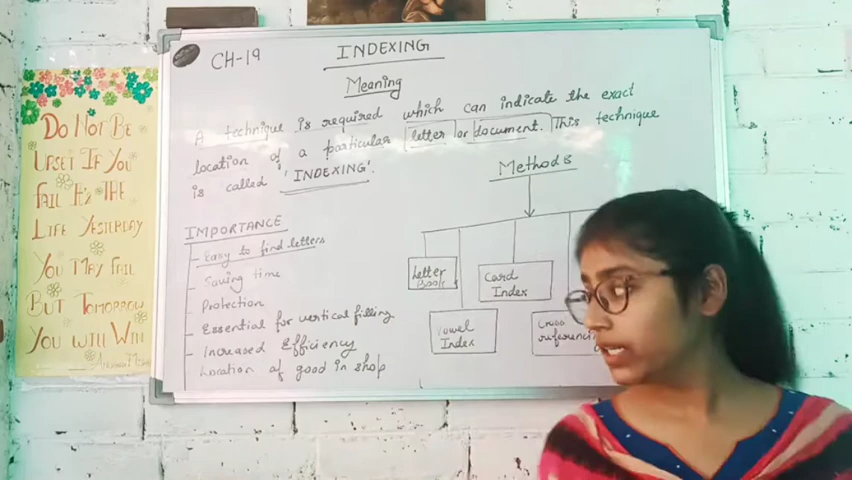 CH-19
INDEXING
Meaning
A technique is required which can indicate the exact
location of a particular letter or document. This technique
is called "INDEXING".
IMPORTANCE
Easy to find letters
Saving time
Protection
Essential for vertical filling
Increased Efficiency
Location of good in shop
Methods
Letter
Book
Card
Index
Vowel
Index
Cross
referencing
DO NOT BE
UPSET IF YOU
FAIL IT'S THE
LIFE YESTERDAY
YOU MAY FAIL
BUT TOMORROW
YOU WILL WIN